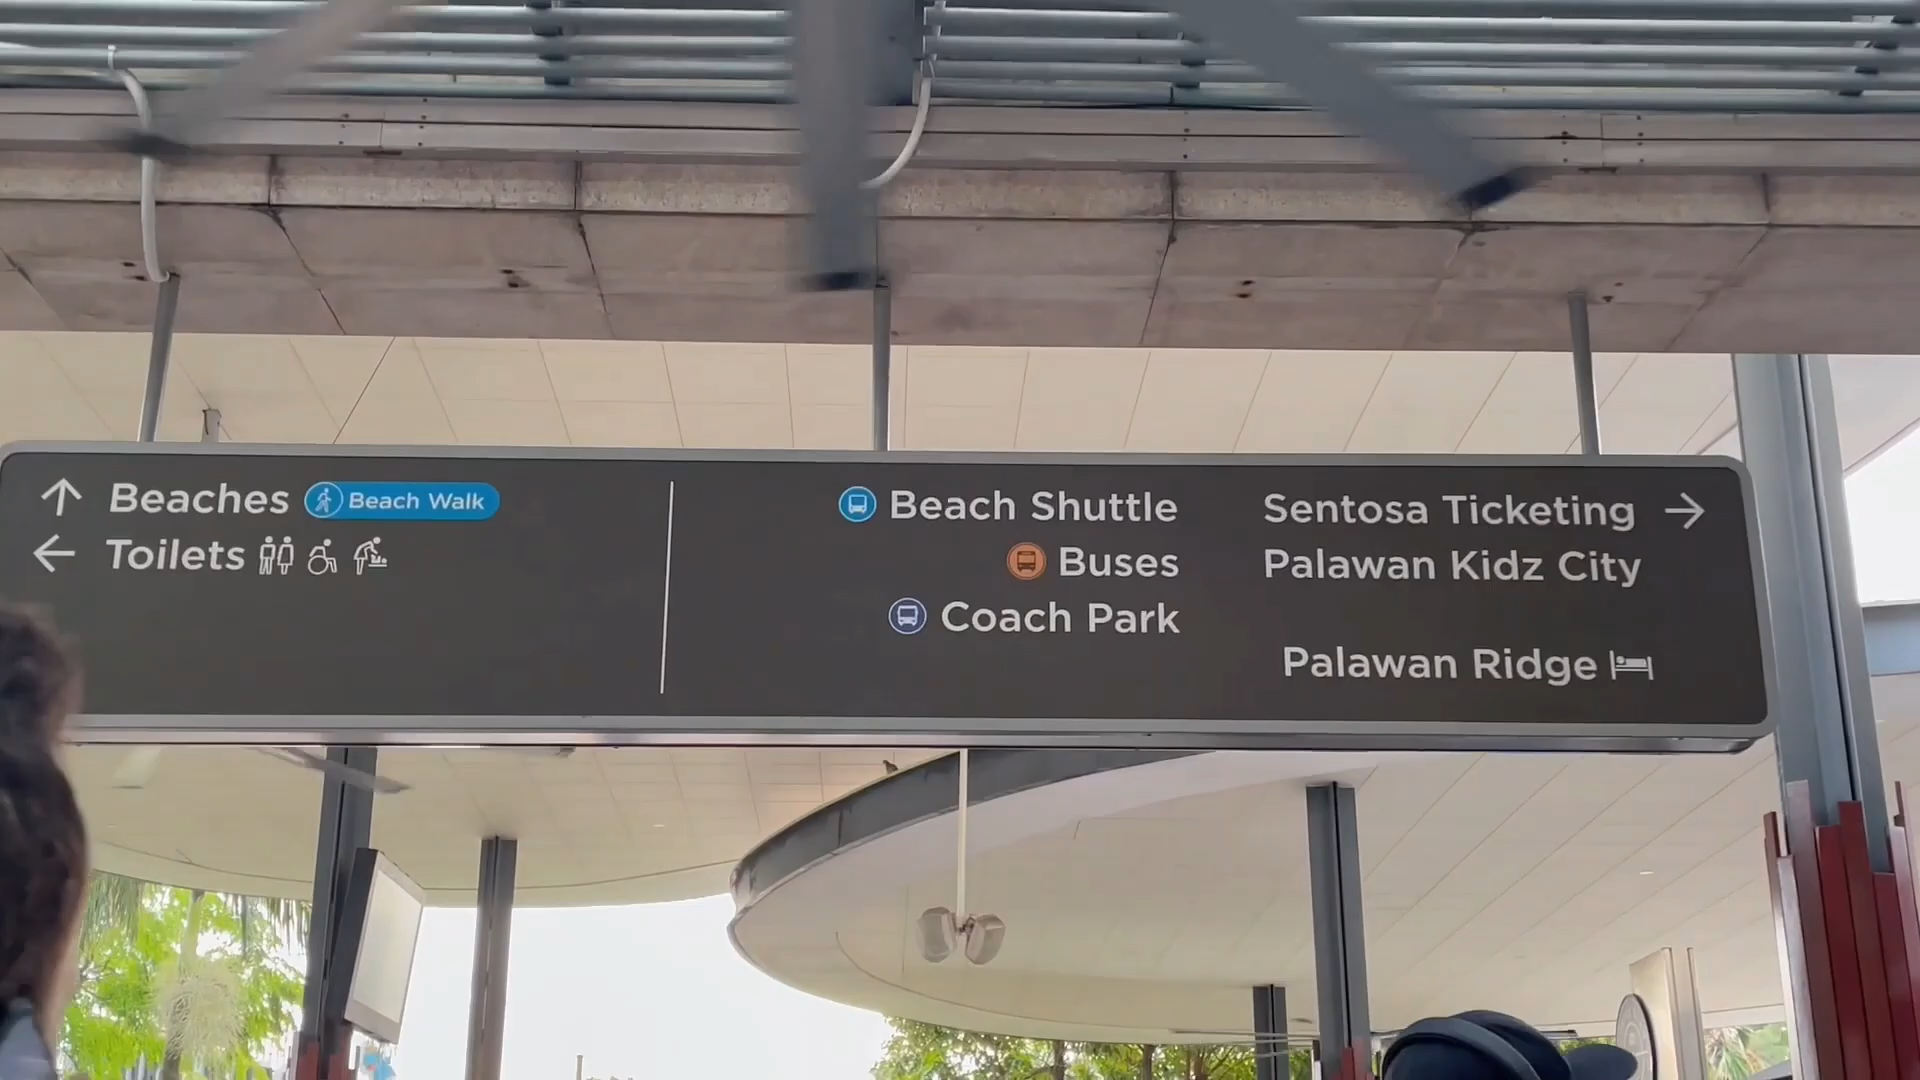 Beaches Beach Walk
Toilets
Beach Shuttle
Buses
Coach Park
Sentosa Ticketing
Palawan Kidz City
Palawan Ridge